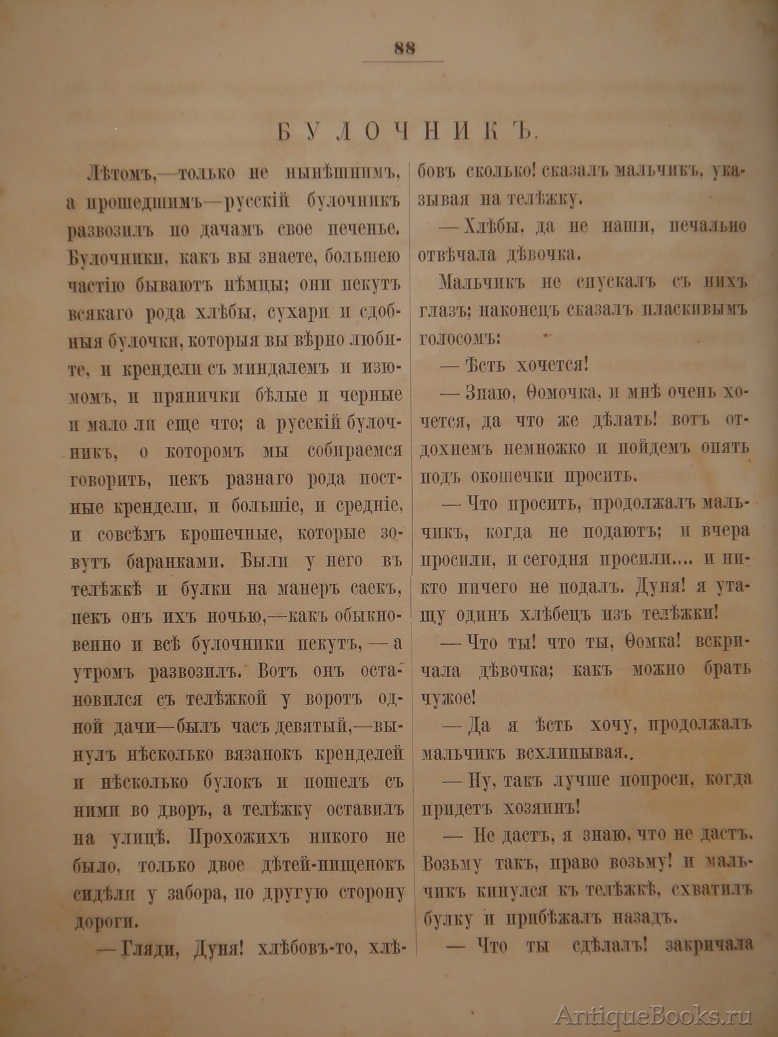 88
БУЛОЧНИКЪ.
Лѣтомъ,—только не нынѣшнимъ,
а прошедшимъ—русскій булочникъ
развозилъ по дачамъ свое печенье.
Булочники, какъ вы знаете, большею
частію бываютъ нѣмцы; они пекутъ
всякаго рода хлѣбы, сухари и сдоб-
ныя булочки, которыя вы вѣрно люби-
те, и крендели съ миндалемъ и изю-
момъ, и прянички бѣлые и черные
и мало ли еще что; а русскій булоч-
никъ, о которомъ мы собираемся
говорить, пекъ разнаго рода пост-
ные крендели, и большіе, и средніе,
и совсѣмъ крошечные, которые зо-
вутъ баранками. Были у него въ
телѣжкѣ и булки на манеръ саекъ,
пекъ онъ ихъ ночью,—какъ обыкно-
венно и всѣ булочники пекутъ, — а
утромъ развозилъ. Вотъ онъ оста-
новился съ телѣжкой у воротъ од-
ной дачи—былъ часъ девятый,—вы-
нулъ нѣсколько вязанокъ кренделей
и нѣсколько булокъ и пошелъ съ
ними во дворъ, а телѣжку оставилъ
на улицѣ. Прохожихъ никого не
было, только двое дѣтей-нищенокъ
сидѣли у забора, по другую сторону
дороги.
— Гляди, Дуня! хлѣбовъ-то, хлѣ-
бовъ сколько! сказалъ мальчикъ, ука-
зывая на телѣжку.
— Хлѣбы, да не наши, печально
отвѣчала дѣвочка.
Мальчикъ не спускалъ съ нихъ
глазъ; наконецъ сказалъ плаксивымъ
голосомъ:
— Ѣсть хочется!
— Знаю, Ѳомочка, и мнѣ очень хо-
чется, да что же дѣлать! вотъ от-
дохнемъ немножко и пойдемъ опять
подъ окошечки просить.
— Что просить, продолжалъ маль-
чикъ, когда не подаютъ; и вчера
просили, и сегодня просили.... и ни-
кто ничего не подалъ. Дуня! я ута-
щу одинъ хлѣбецъ изъ телѣжки!
— Что ты! что ты, Ѳомка! вскри-
чала дѣвочка; какъ можно брать
чужое!
— Да я ѣсть хочу, продолжалъ
мальчикъ всхлипывая..
— Ну, такъ лучше попроси, когда
придетъ хозяинъ!
— Не дастъ, я знаю, что не дастъ.
Возьму такъ, право возьму! и маль-
чикъ кинулся къ телѣжкѣ, схватилъ
булку и прибѣжалъ назадъ.
— Что ты сдѣлалъ! закричала
AntiqueBooks.ru